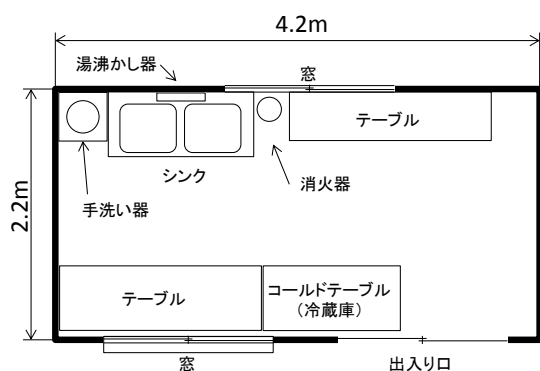 4.2m
湯沸かし器
窓
テーブル
シンク
消火器
手洗い器
2.2m
テーブル
コールドテーブル
(冷蔵庫)
窓
出入り口